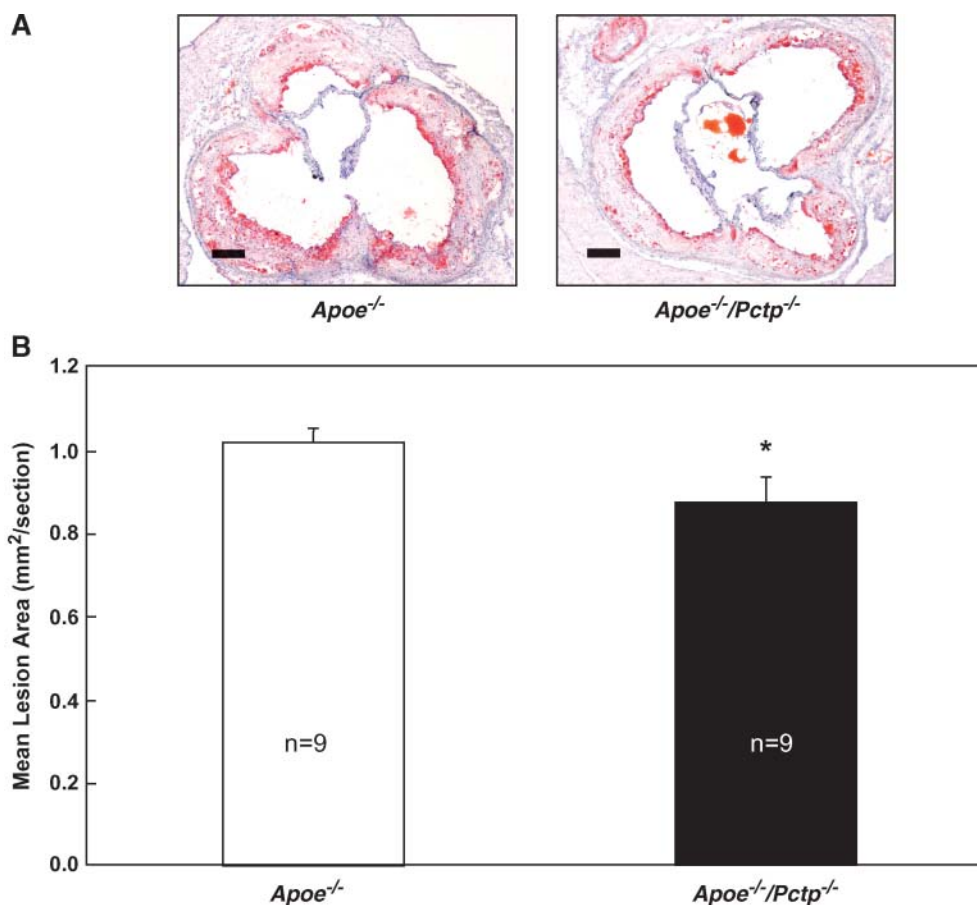 A
Apoe-/-
Apoe-/-/Pctp-/-
B
Mean Lesion Area (mm2/section)
1.2
1.0
0.8
0.6
0.4
0.2
0.0
*
n=9
n=9
Apoe-/-
Apoe-/-/Pctp-/-